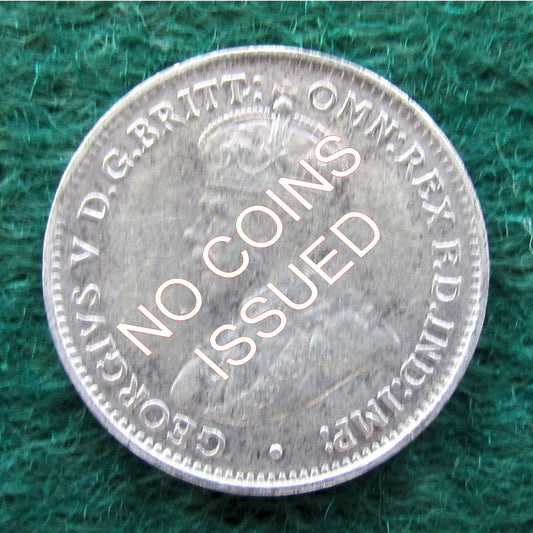 GEORGIVS V D.G.BRITT: OMN:REX F.D.IND:IMP:
NO COINS
ISSUED